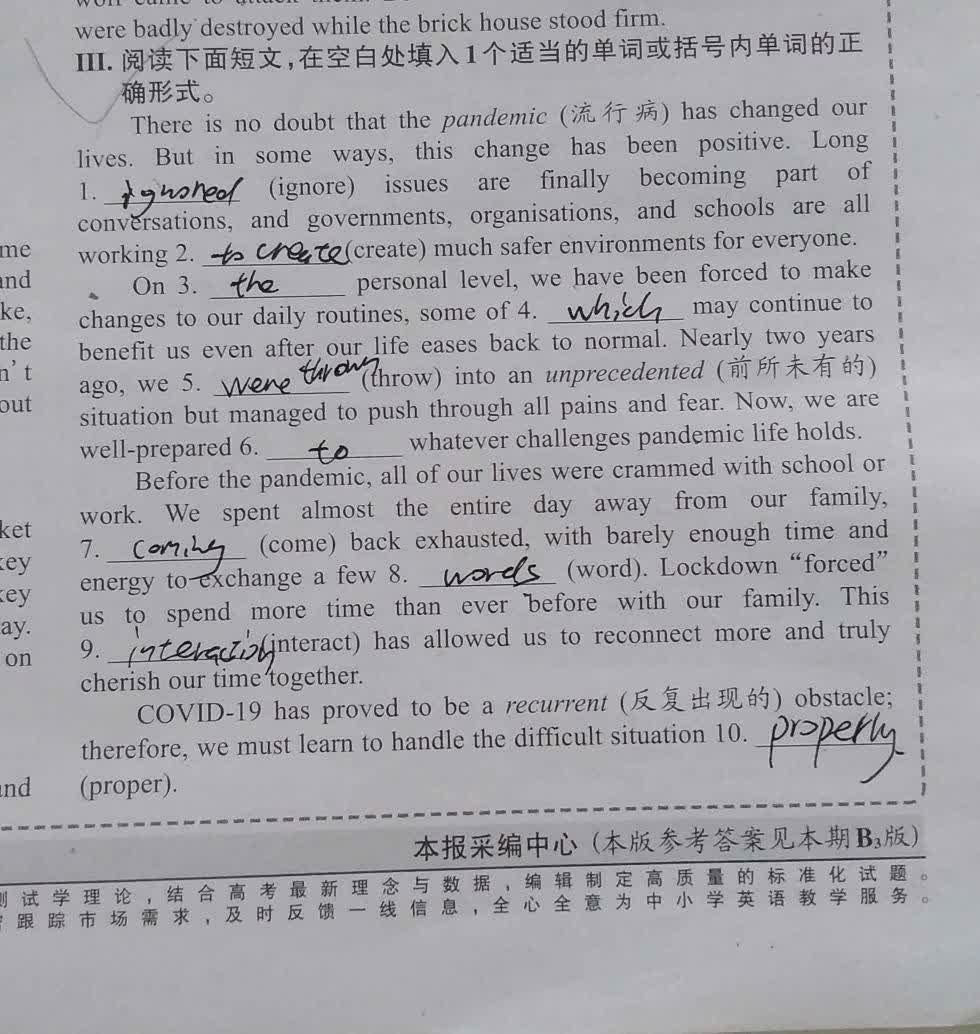 were badly destroyed while the brick house stood firm.
III. 阅读下面短文,在空白处填入1个适当的单词或括号内单词的正
确形式。
There is no doubt that the pandemic (流行病) has changed our
lives. But in some ways, this change has been positive. Long
1. ignored (ignore) issues are finally becoming part of
conversations, and governments, organisations, and schools are all
me
working 2. to create (create) much safer environments for everyone.
and
On 3. the personal level, we have been forced to make
ke,
changes to our daily routines, some of 4. which may continue to
the
benefit us even after our life eases back to normal. Nearly two years
n't
ago, we 5. were thrown (throw) into an unprecedented (前所未有的)
out
situation but managed to push through all pains and fear. Now, we are
well-prepared 6. to whatever challenges pandemic life holds.
Before the pandemic, all of our lives were crammed with school or
work. We spent almost the entire day away from our family,
ket
7. coming (come) back exhausted, with barely enough time and
key
energy to exchange a few 8. words (word). Lockdown “forced”
key
us to spend more time than ever before with our family. This
ay.
9. interaction (interact) has allowed us to reconnect more and truly
on
cherish our time together.
COVID-19 has proved to be a recurrent (反复出现的) obstacle;
therefore, we must learn to handle the difficult situation 10. properly
and
(proper).
本报采编中心 (本版参考答案见本期B3版)
测试学理论,结合高考最新理念与数据,编辑制定高质量的标准化试题。
跟踪市场需求,及时反馈一线信息,全心全意为中小学英语教学服务。